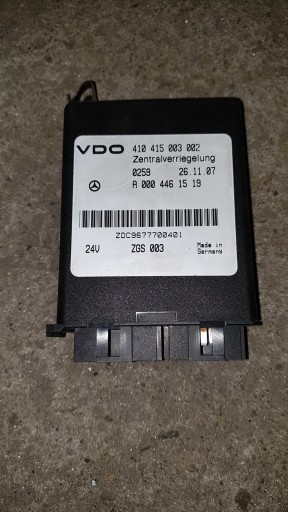 VDO 410 415 003 002
Zentralverriegelung
0259 26.11.07
A 000 446 15 19
ZDC9677700401
24V ZGS 003 Made in
Germany